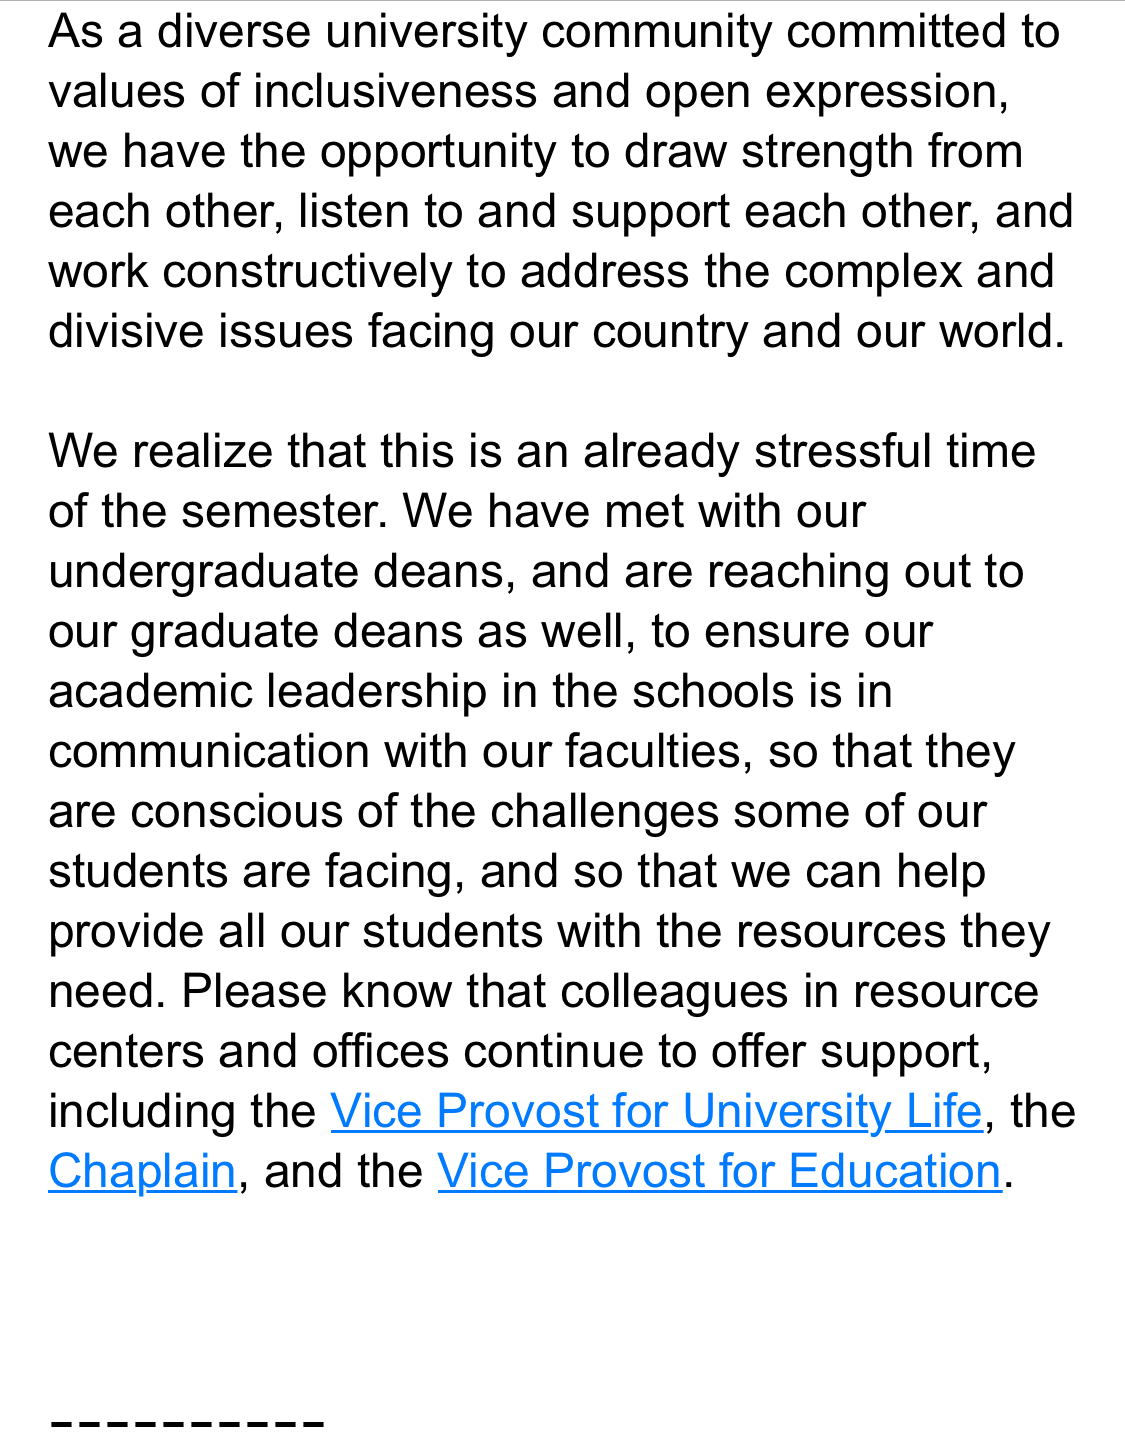 As a diverse university community committed to
values of inclusiveness and open expression,
we have the opportunity to draw strength from
each other, listen to and support each other, and
work constructively to address the complex and
divisive issues facing our country and our world.
We realize that this is an already stressful time
of the semester. We have met with our
undergraduate deans, and are reaching out to
our graduate deans as well, to ensure our
academic leadership in the schools is in
communication with our faculties, so that they
are conscious of the challenges some of our
students are facing, and so that we can help
provide all our students with the resources they
need. Please know that colleagues in resource
centers and offices continue to offer support,
including the Vice Provost for University Life, the
Chaplain, and the Vice Provost for Education.
----------